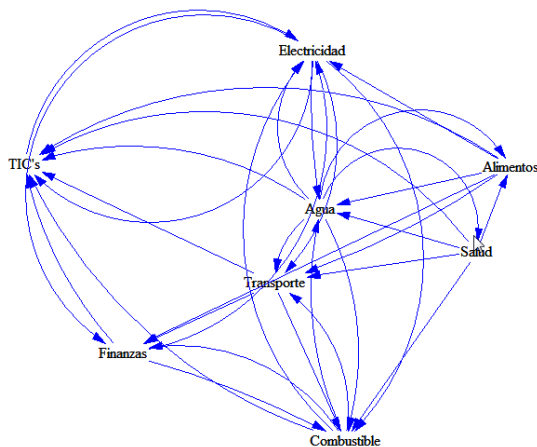 Electricidad
TIC's
Alimentos
Agua
Salud
Transporte
Finanzas
Combustible